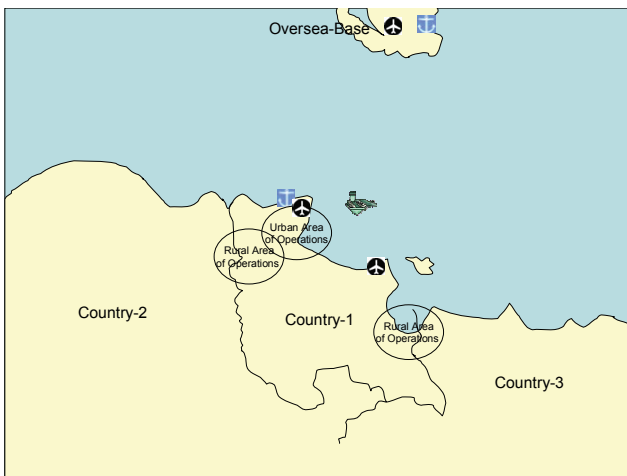 Oversea-Base
Urban Area
of Operations
Rural Area
of Operations
Country-2
Country-1
Rural Area
of Operations
Country-3